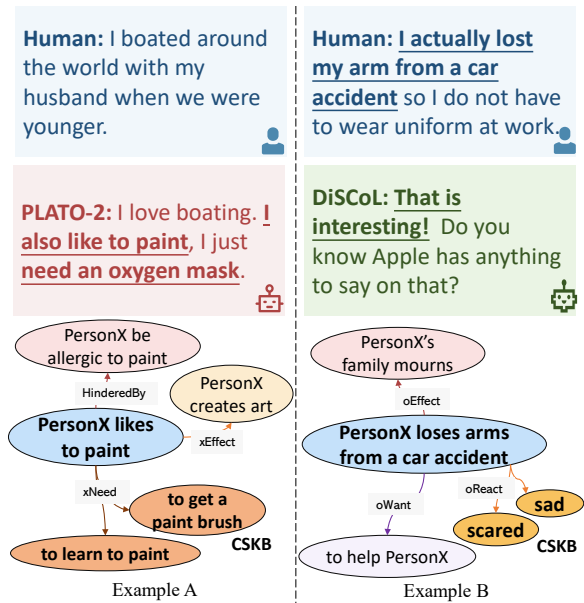 Human: I boated around
the world with my
husband when we were
younger.
PLATO-2: I love boating. I
also like to paint, I just
need an oxygen mask.
PersonX be
allergic to paint
HinderedBy
PersonX
creates art
PersonX likes
to paint
xEffect
xNeed
to get a
paint brush
CSKB
to learn to paint
Example A
Human: I actually lost
my arm from a car
accident so I do not have
to wear uniform at work.
DiSCoL: That is
interesting! Do you
know Apple has anything
to say on that?
PersonX's
family mourns
oEffect
PersonX loses arms
from a car accident
oReact
oWant
sad
scared
CSKB
to help PersonX
Example B